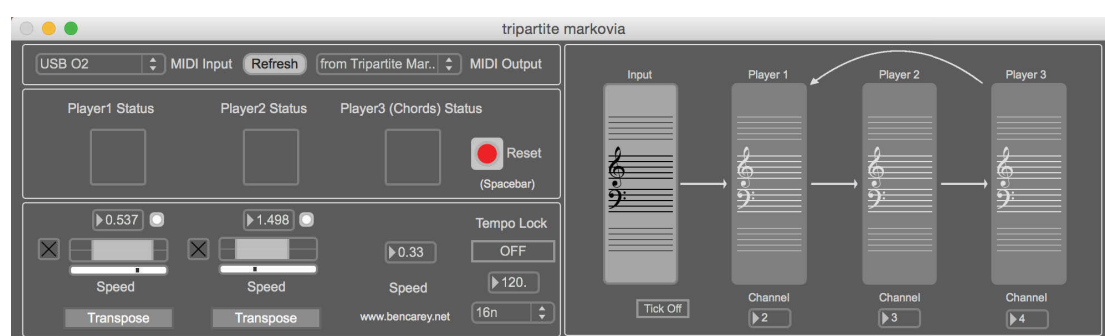 tripartite markovia
USB O2 MIDI Input Refresh from Tripartite Mar.. MIDI Output
Player1 Status Player2 Status Player3 (Chords) Status
Reset
(Spacebar)
0.537 1.498 Tempo Lock
0.33 OFF
Speed Speed Speed 120.
Transpose Transpose www.bencarey.net 16n
Input Player 1 Player 2 Player 3
Tick Off
Channel Channel Channel
2 3 4